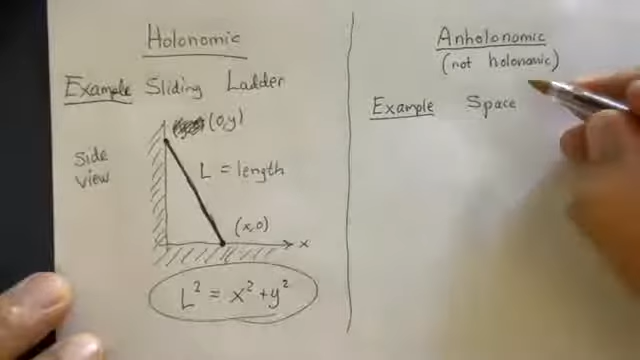 Holonomic
Example Sliding Ladder
(0,y)
Side
view
L = length
(x,0)
x
L² = x² + y²
Anholonomic
(not holonomic)
Example Space